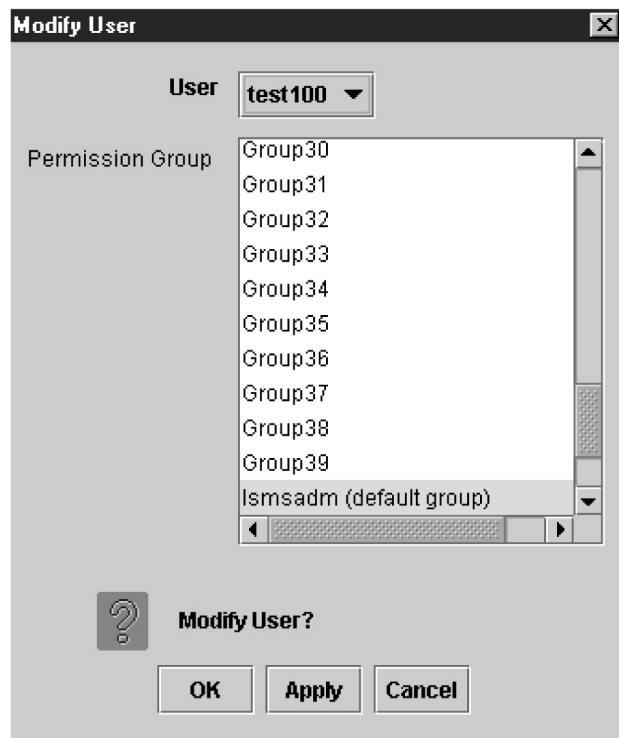 Modify User
User test100
Permission Group
Group30
Group31
Group32
Group33
Group34
Group35
Group36
Group37
Group38
Group39
lsmsadm (default group)
Modify User?
OK Apply Cancel